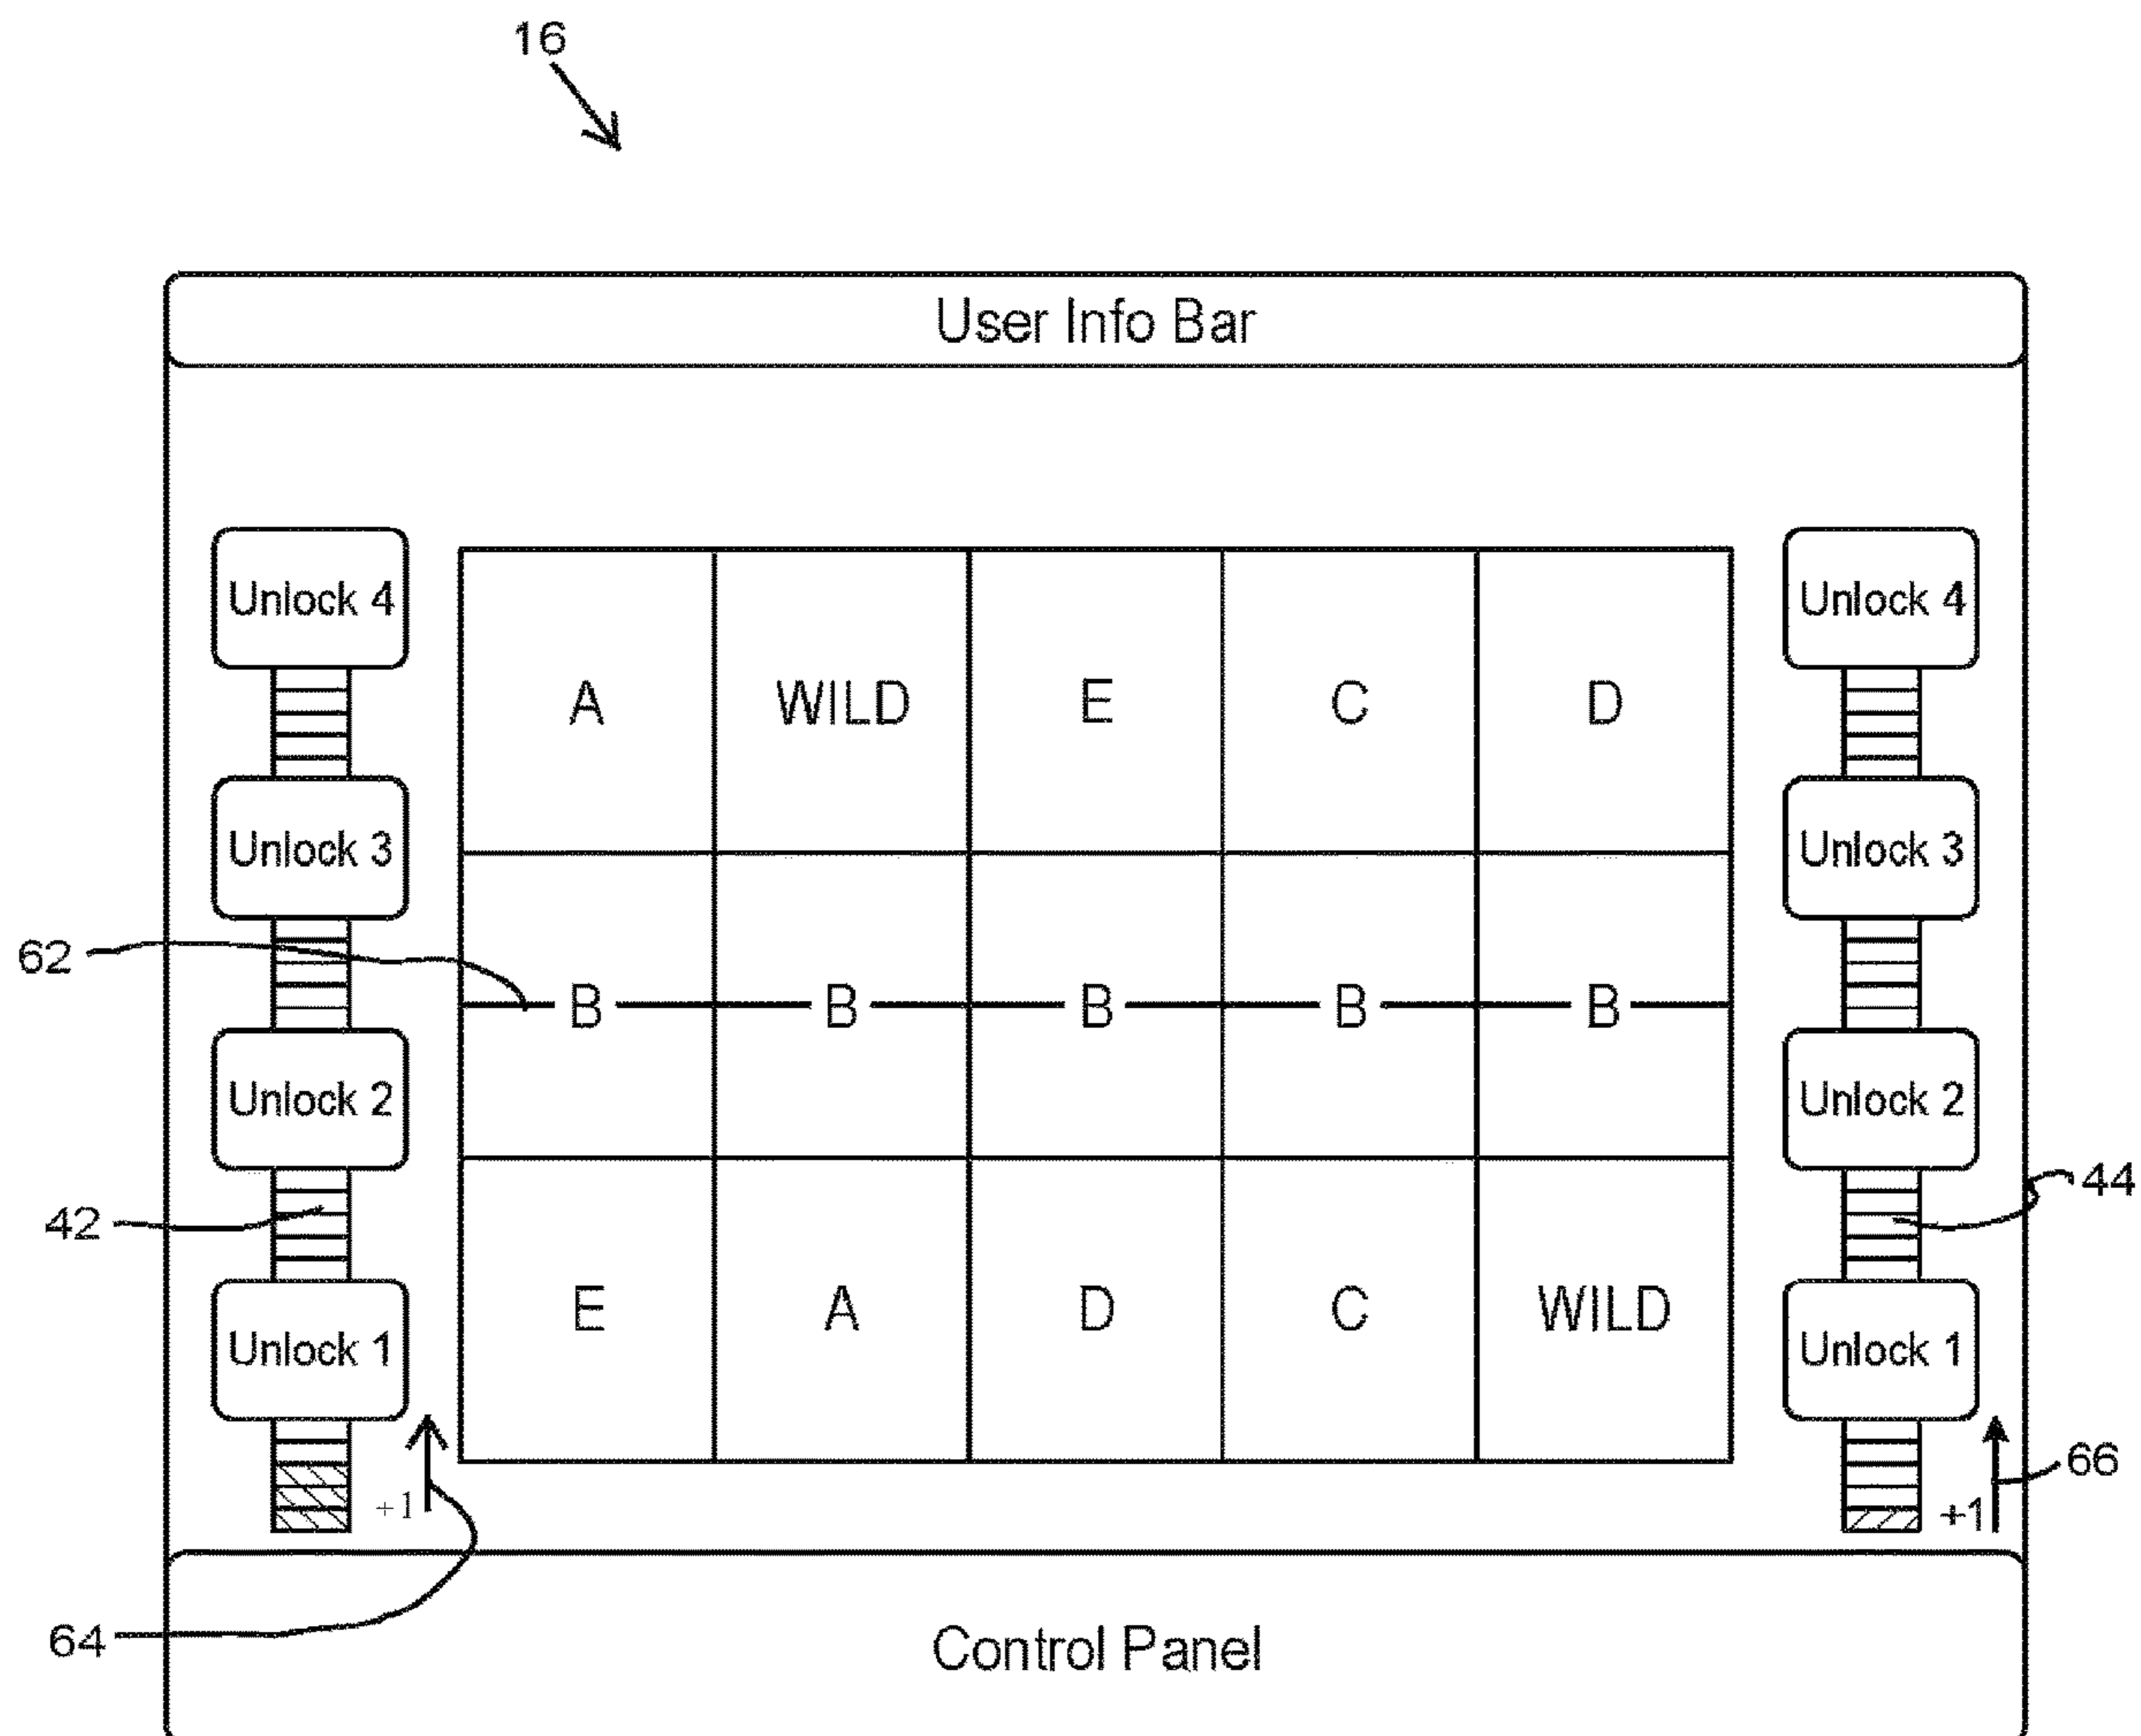 16
User Info Bar
Unlock 4
Unlock 4
A WILD E C D
Unlock 3
Unlock 3
62
B B B B B
Unlock 2
Unlock 2
42
44
E A D C WILD
Unlock 1
Unlock 1
66
+1
+1
64
Control Panel